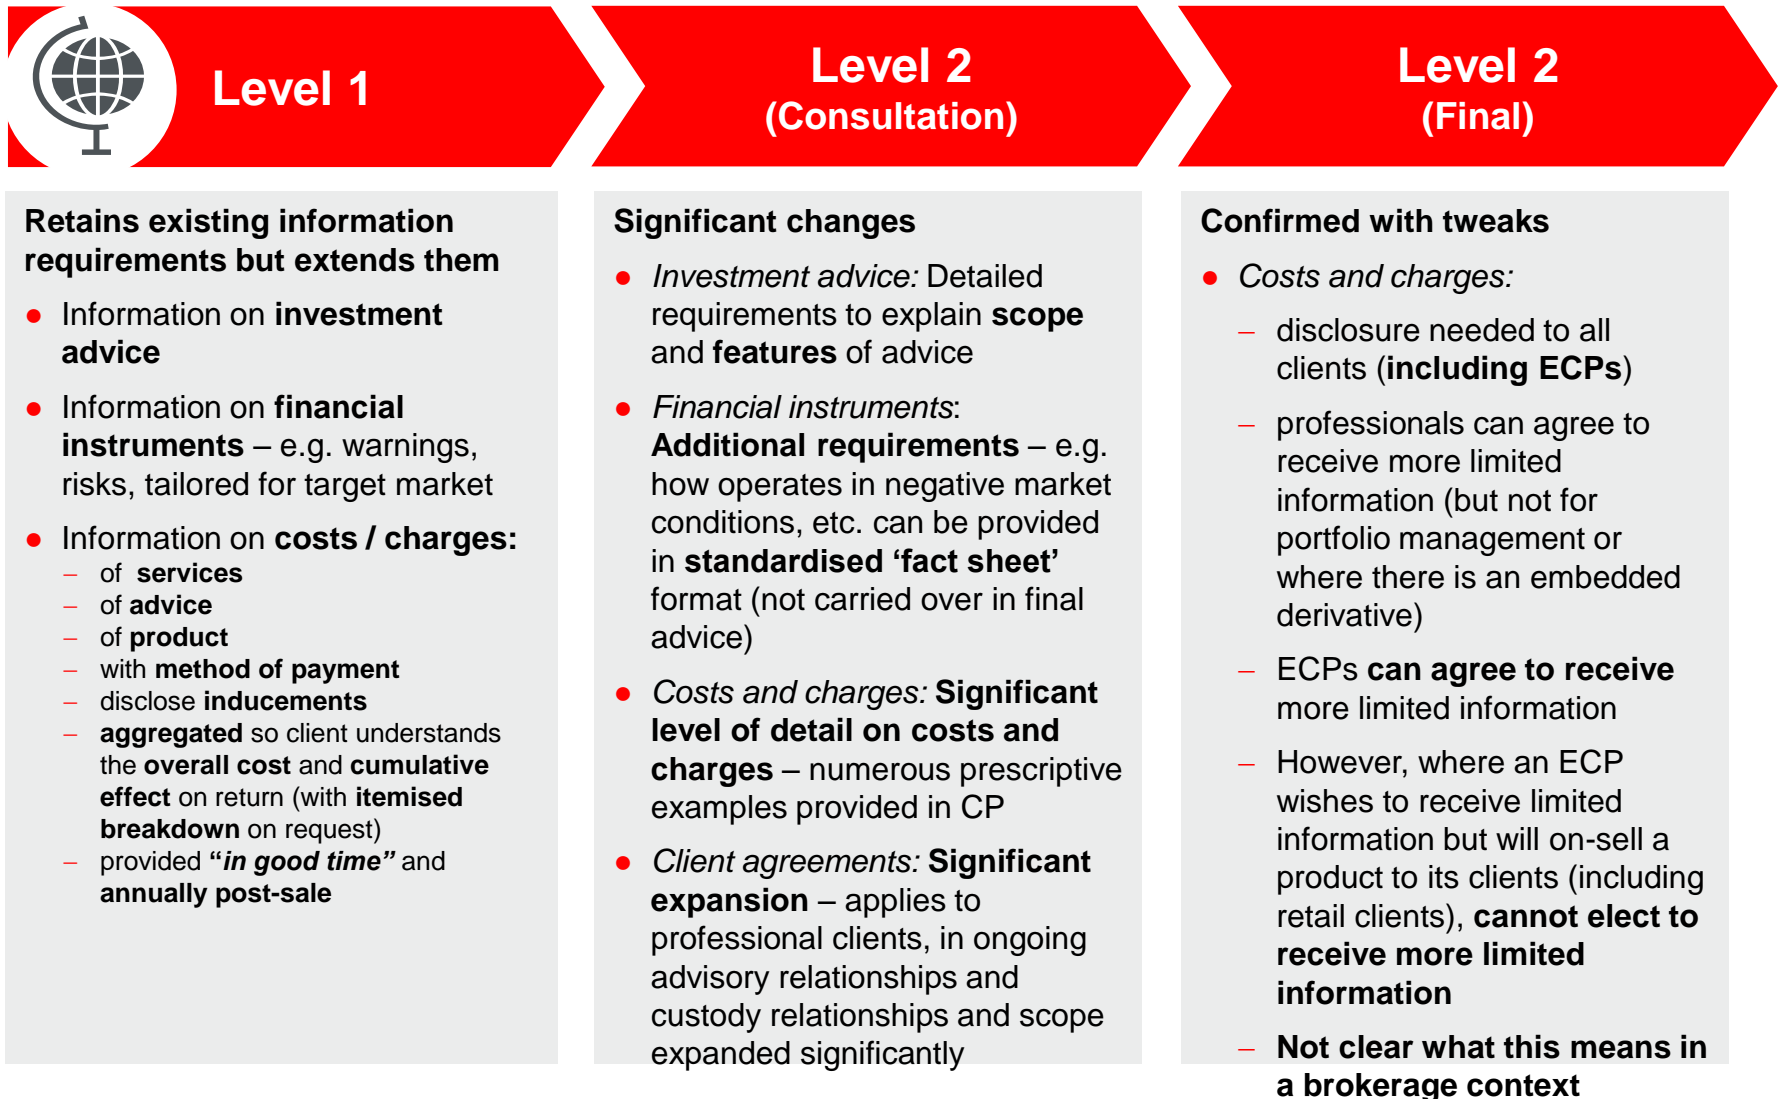 Level 1
Level 2
(Consultation)
Level 2
(Final)
Retains existing information
requirements but extends them
● Information on investment
advice
● Information on financial
instruments – e.g. warnings,
risks, tailored for target market
● Information on costs / charges:
– of services
– of advice
– of product
– with method of payment
– disclose inducements
– aggregated so client understands
the overall cost and cumulative
effect on return (with itemised
breakdown on request)
– provided “in good time” and
annually post-sale
Significant changes
● Investment advice: Detailed
requirements to explain scope
and features of advice
● Financial instruments:
Additional requirements – e.g.
how operates in negative market
conditions, etc. can be provided
in standardised ‘fact sheet’
format (not carried over in final
advice)
● Costs and charges: Significant
level of detail on costs and
charges – numerous prescriptive
examples provided in CP
● Client agreements: Significant
expansion – applies to
professional clients, in ongoing
advisory relationships and
custody relationships and scope
expanded significantly
Confirmed with tweaks
● Costs and charges:
– disclosure needed to all
clients (including ECPs)
– professionals can agree to
receive more limited
information (but not for
portfolio management or
where there is an embedded
derivative)
– ECPs can agree to receive
more limited information
– However, where an ECP
wishes to receive limited
information but will on-sell a
product to its clients (including
retail clients), cannot elect to
receive more limited
information
– Not clear what this means in
a brokerage context